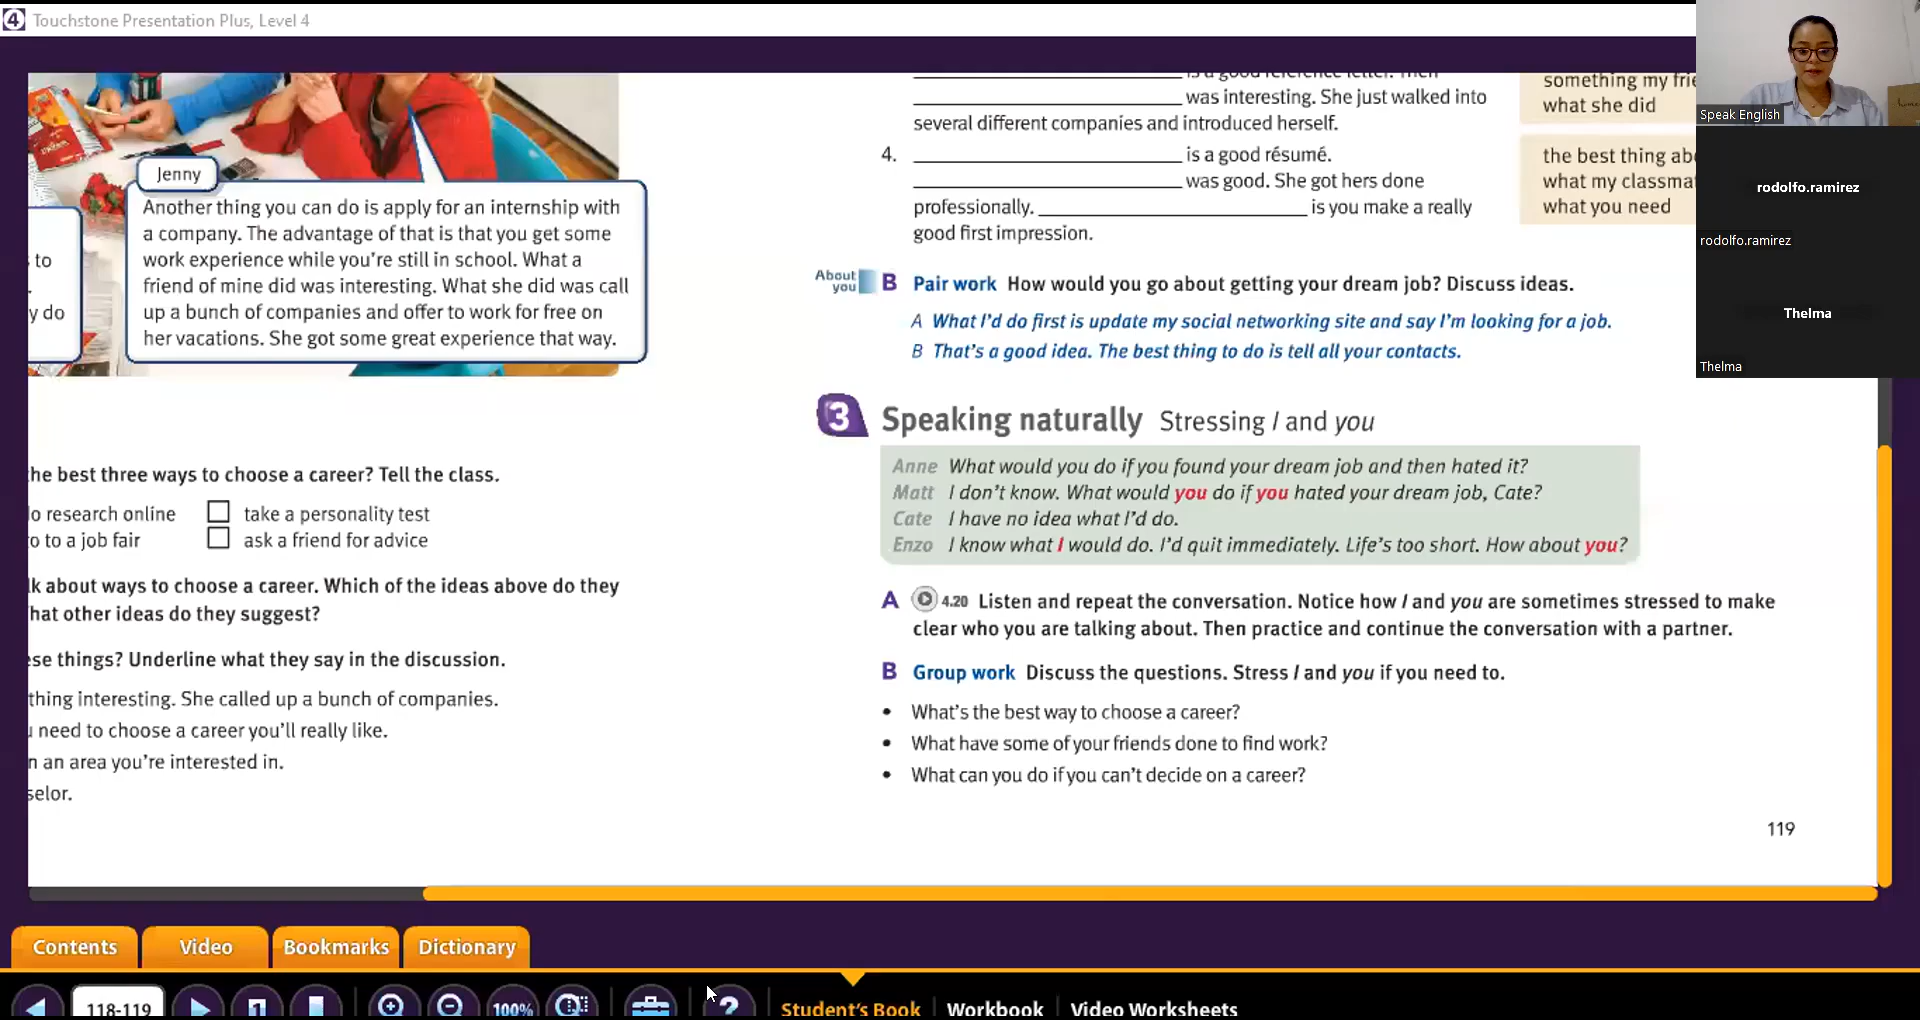 Touchstone Presentation Plus, Level 4
Jenny
Another thing you can do is apply for an internship with
a company. The advantage of that is that you get some
work experience while you're still in school. What a
friend of mine did was interesting. What she did was call
up a bunch of companies and offer to work for free on
her vacations. She got some great experience that way.
to
y do
the best three ways to choose a career? Tell the class.
do research online
take a personality test
to a job fair
ask a friend for advice
lk about ways to choose a career. Which of the ideas above do they
hat other ideas do they suggest?
ese things? Underline what they say in the discussion.
thing interesting. She called up a bunch of companies.
need to choose a career you'll really like.
n an area you're interested in.
selor.
is a good reference letter. Then
was interesting. She just walked into
several different companies and introduced herself.
4. is a good résumé.
was good. She got hers done
professionally. is you make a really
good first impression.
something my frie
what she did
the best thing abo
what my classma
what you need
About you
B Pair work How would you go about getting your dream job? Discuss ideas.
A What I'd do first is update my social networking site and say I'm looking for a job.
B That's a good idea. The best thing to do is tell all your contacts.
3 Speaking naturally Stressing I and you
Anne What would you do if you found your dream job and then hated it?
Matt I don't know. What would you do if you hated your dream job, Cate?
Cate I have no idea what I'd do.
Enzo I know what I would do. I'd quit immediately. Life's too short. How about you?
A 4.20 Listen and repeat the conversation. Notice how I and you are sometimes stressed to make
clear who you are talking about. Then practice and continue the conversation with a partner.
B Group work Discuss the questions. Stress I and you if you need to.
• What's the best way to choose a career?
• What have some of your friends done to find work?
• What can you do if you can't decide on a career?
119
Speak English
rodolfo.ramirez
rodolfo.ramirez
Thelma
Thelma
Contents
Video
Bookmarks
Dictionary
118-119
100%
?
Student's Book
Workbook
Video Worksheets